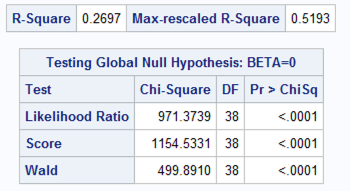 R-Square 0.2697 Max-rescaled R-Square 0.5193
Testing Global Null Hypothesis: BETA=0
Test Chi-Square DF Pr > ChiSq
Likelihood Ratio 971.3739 38 <.0001
Score 1154.5331 38 <.0001
Wald 499.8910 38 <.0001